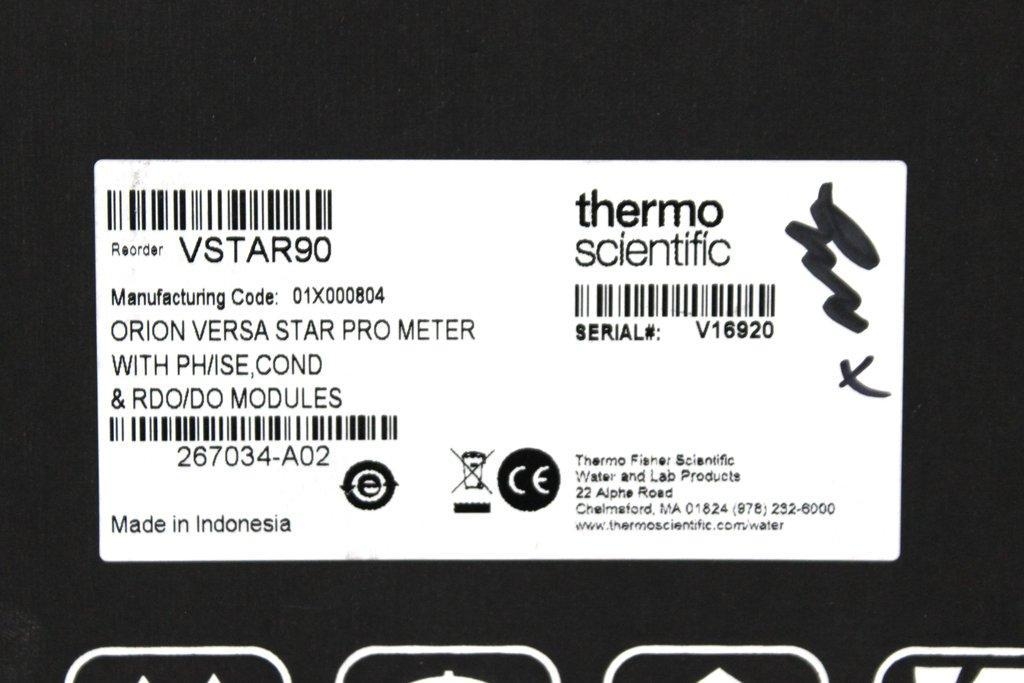 Reorder VSTAR90
Manufacturing Code: 01X000804
ORION VERSA STAR PRO METER
WITH PH/ISE,COND
& RDO/DO MODULES
267034-A02
Made in Indonesia
thermo
scientific
SERIAL#: V16920
e
CE
Thermo Fisher Scientific
Water and Lab Products
22 Alpha Road
Chelmsford, MA 01824 (978) 232-6000
www.thermoscientific.com/water
X